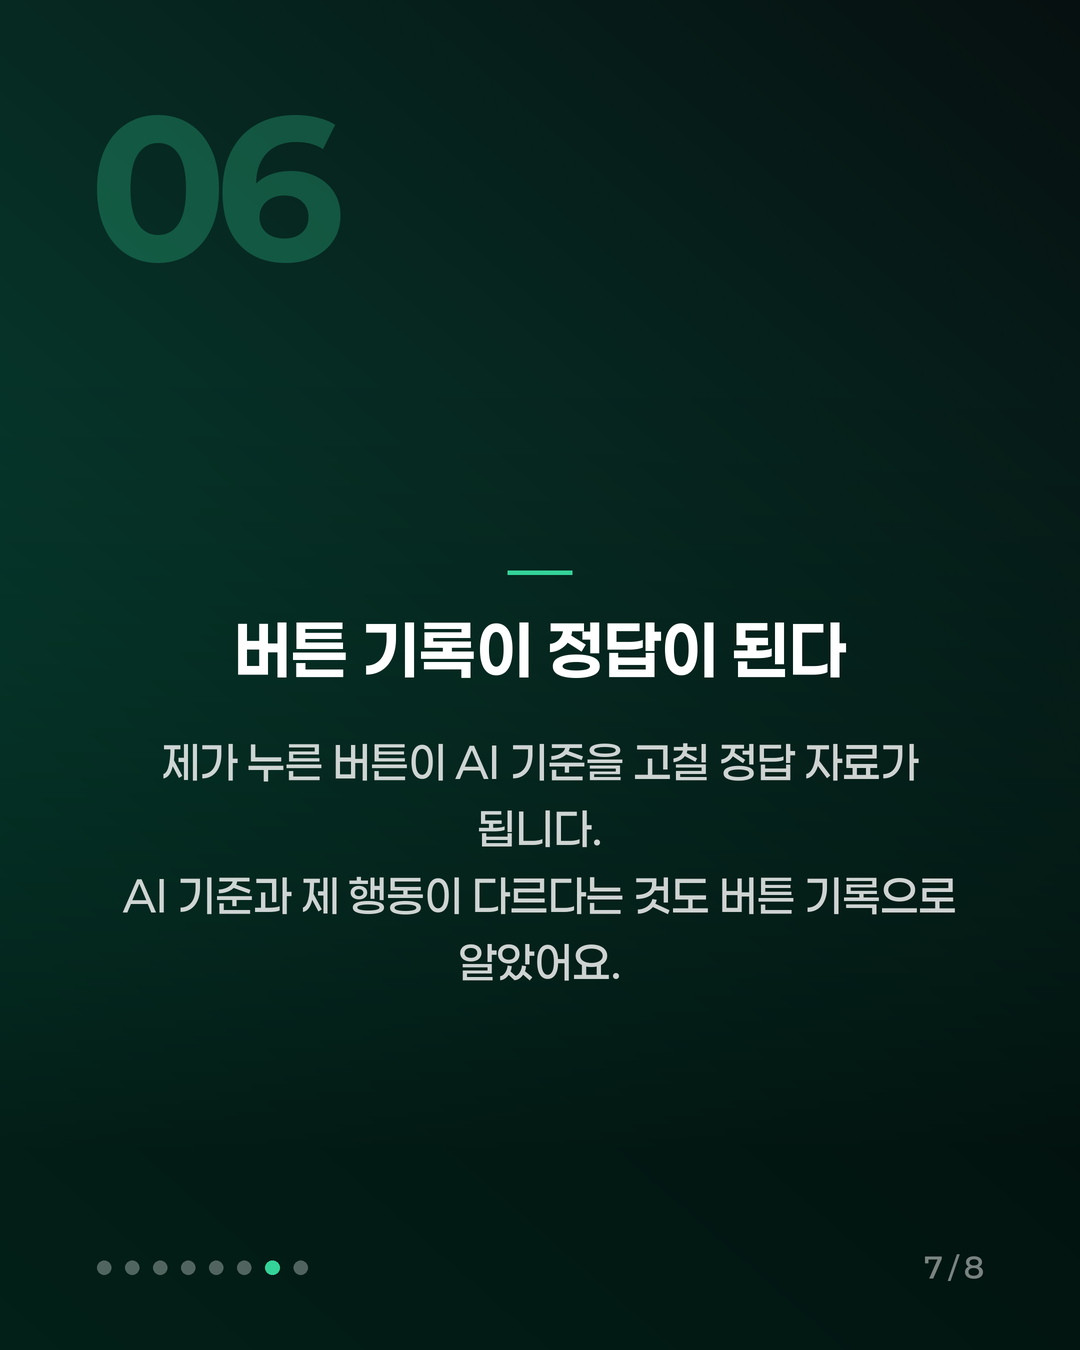 06
버튼 기록이 정답이 된다
제가 누른 버튼이 AI 기준을 고칠 정답 자료가
됩니다.
AI 기준과 제 행동이 다르다는 것도 버튼 기록으로
알았어요.
7/8